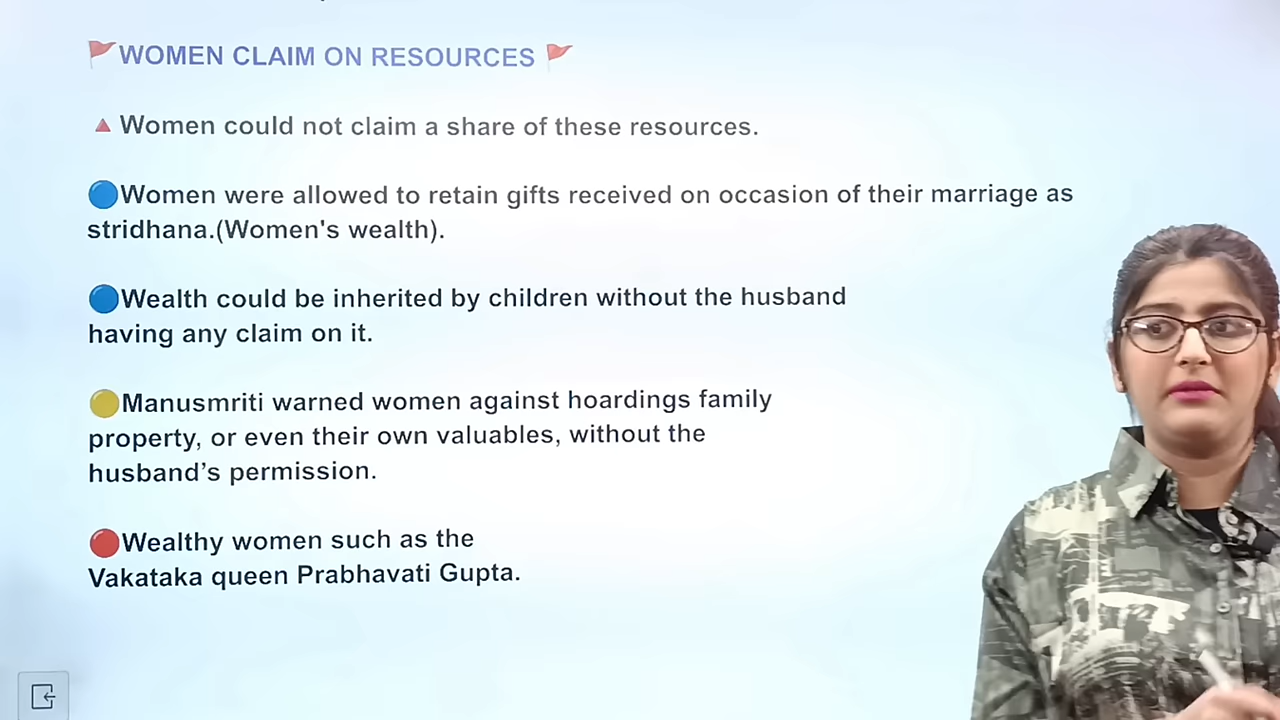 WOMEN CLAIM ON RESOURCES
Women could not claim a share of these resources.
Women were allowed to retain gifts received on occasion of their marriage as
stridhana.(Women's wealth).
Wealth could be inherited by children without the husband
having any claim on it.
Manusmriti warned women against hoardings family
property, or even their own valuables, without the
husband's permission.
Wealthy women such as the
Vakataka queen Prabhavati Gupta.